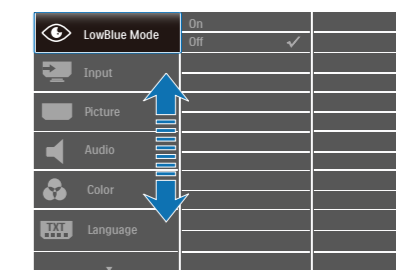 LowBlue Mode
On
Off
Input
Picture
Audio
Color
TXT
Language